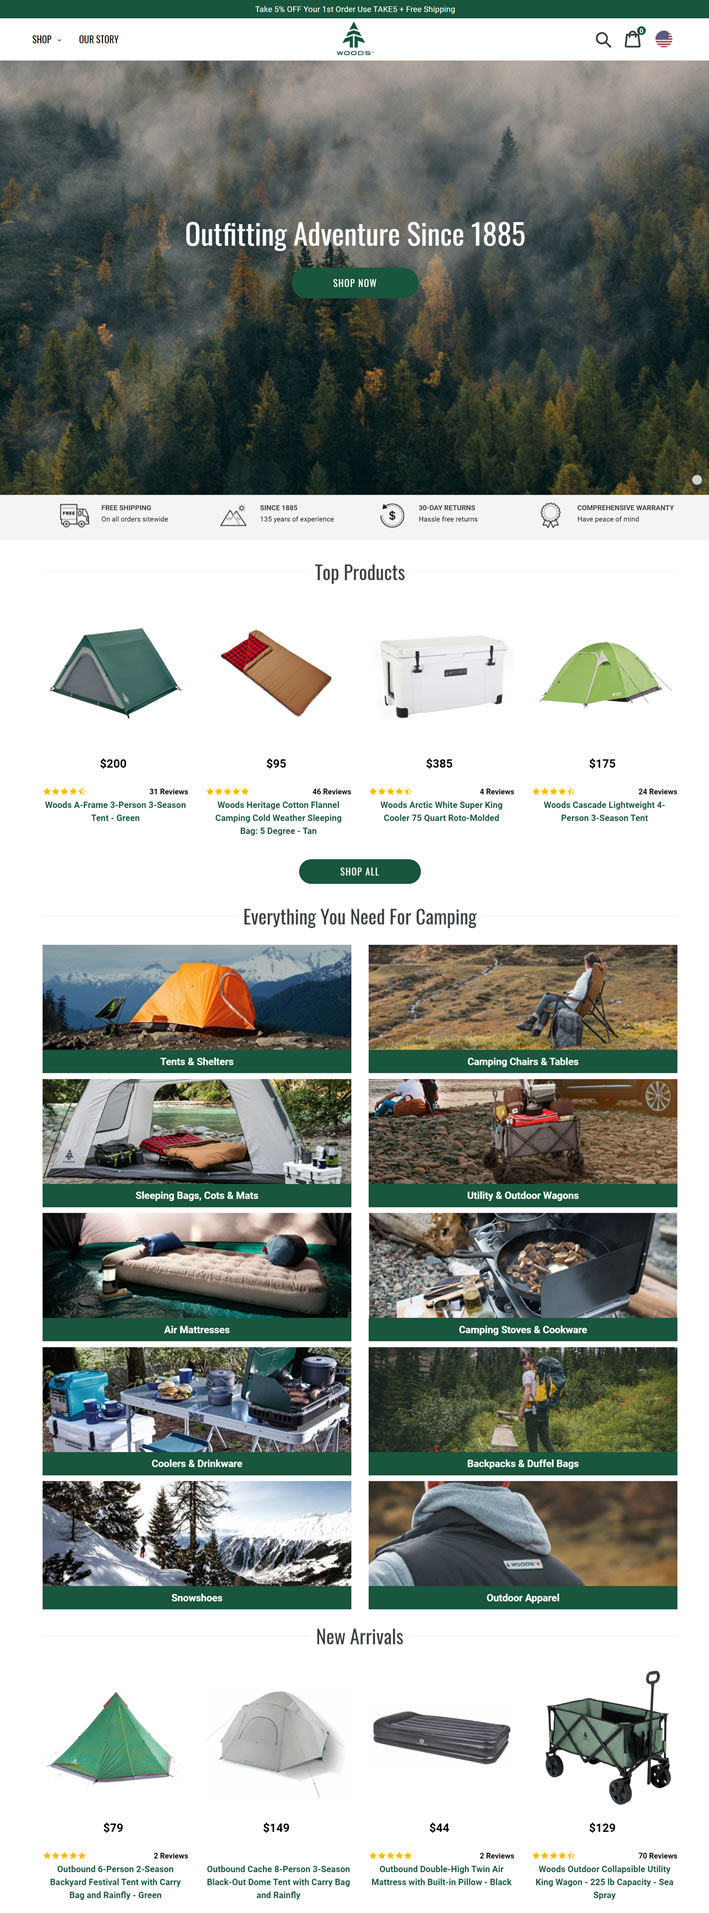 Take 5% OFF Your 1st Order Use TAKE5 + Free Shipping
SHOP
OUR STORY
WOODS
0
Outfitting Adventure Since 1885
SHOP NOW
FREE
FREE SHIPPING
On all orders sitewide
SINCE 1885
135 years of experience
$
30-DAY RETURNS
Hassle free returns
COMPREHENSIVE WARRANTY
Have peace of mind
Top Products
$200
31 Reviews
Woods A-Frame 3-Person 3-Season
Tent - Green
$95
46 Reviews
Woods Heritage Cotton Flannel
Camping Cold Weather Sleeping
Bag: 5 Degree - Tan
$385
4 Reviews
Woods Arctic White Super King
Cooler 75 Quart Roto-Molded
$175
24 Reviews
Woods Cascade Lightweight 4-
Person 3-Season Tent
SHOP ALL
Everything You Need For Camping
Tents & Shelters
Camping Chairs & Tables
Sleeping Bags, Cots & Mats
Utility & Outdoor Wagons
Air Mattresses
Camping Stoves & Cookware
Coolers & Drinkware
Backpacks & Duffel Bags
Snowshoes
WOODS
Outdoor Apparel
New Arrivals
$79
2 Reviews
Outbound 6-Person 2-Season
Backyard Festival Tent with Carry
Bag and Rainfly - Green
$149
Outbound Cache 8-Person 3-Season
Black-Out Dome Tent with Carry Bag
and Rainfly
$44
2 Reviews
Outbound Double-High Twin Air
Mattress with Built-in Pillow - Black
$129
70 Reviews
Woods Outdoor Collapsible Utility
King Wagon - 225 lb Capacity - Sea
Spray